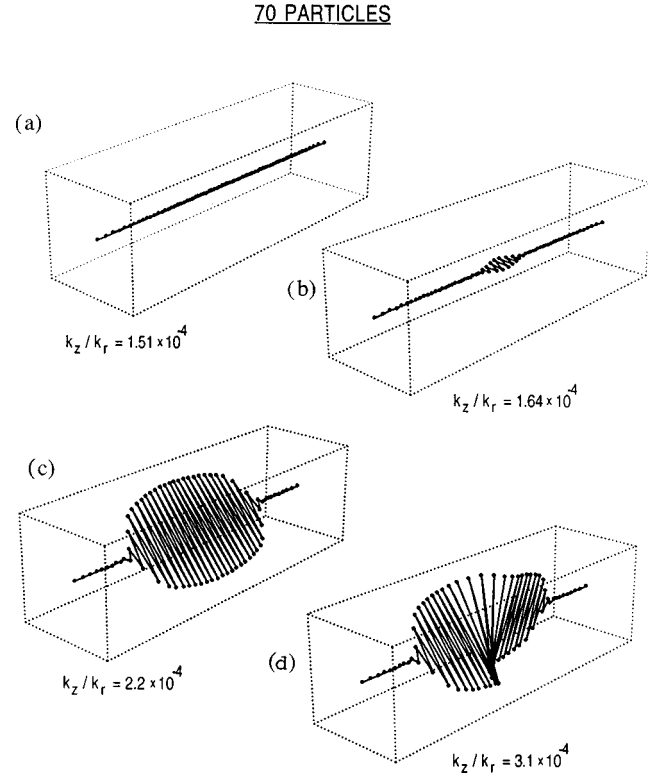 70 PARTICLES
(a)
k_z / k_r = 1.51 × 10^-4
(b)
k_z / k_r = 1.64 × 10^-4
(c)
k_z / k_r = 2.2 × 10^-4
(d)
k_z / k_r = 3.1 × 10^-4